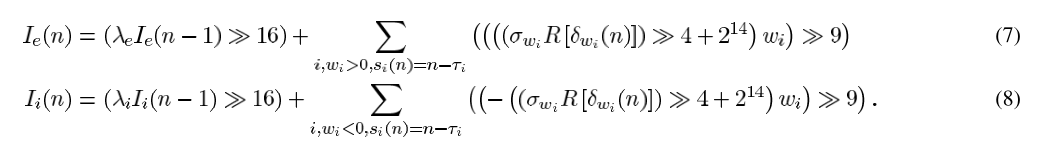 I_e(n) = (λ_e I_e(n − 1) ≫ 16) + ∑_{i,w_i>0,s_i(n)=n−τ_i} ((((σ_{w_i} R[δ_{w_i}(n)]) ≫ 4 + 2^{14}) w_i) ≫ 9) (7)
I_i(n) = (λ_i I_i(n − 1) ≫ 16) + ∑_{i,w_i<0,s_i(n)=n−τ_i} ((− ((σ_{w_i} R[δ_{w_i}(n)]) ≫ 4 + 2^{14}) w_i) ≫ 9) . (8)